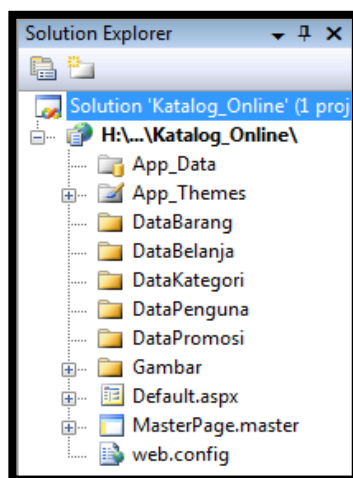 Solution Explorer
Solution 'Katalog_Online' (1 proj
H:\...\Katalog_Online\
App_Data
App_Themes
DataBarang
DataBelanja
DataKategori
DataPenguna
DataPromosi
Gambar
Default.aspx
MasterPage.master
web.config